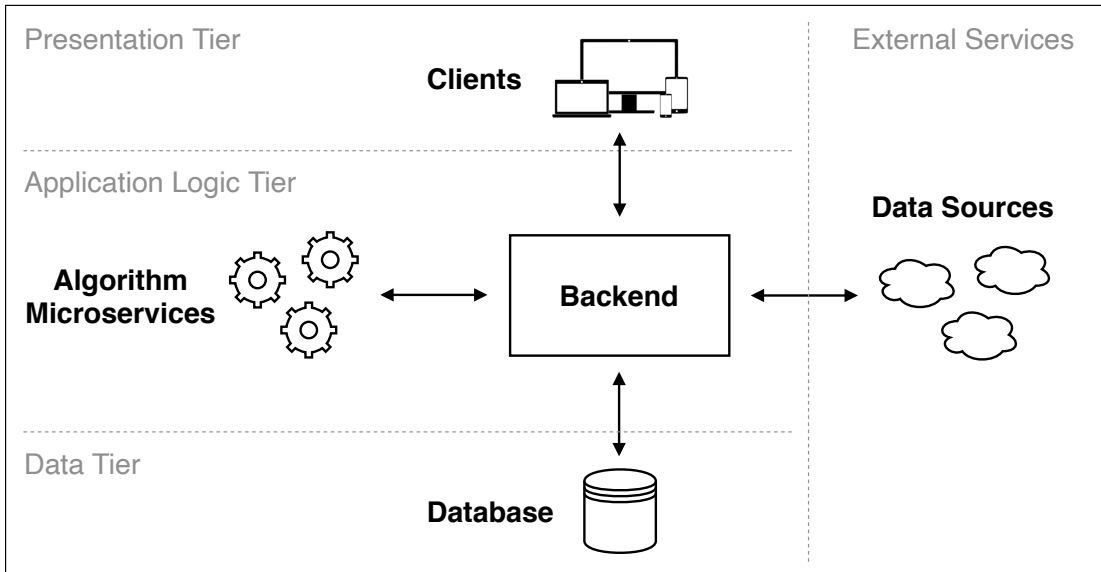 Presentation Tier
External Services
Clients
Application Logic Tier
Data Sources
Algorithm
Microservices
Backend
Data Tier
Database